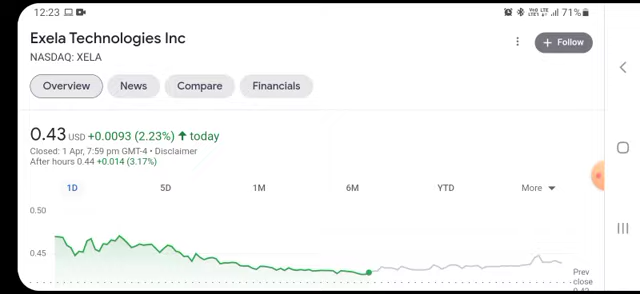 12:23 71%
Exela Technologies Inc
NASDAQ: XELA
+ Follow
Overview News Compare Financials
0.43 USD +0.0093 (2.23%) ↑ today
Closed: 1 Apr, 7:59 pm GMT-4 • Disclaimer
After hours 0.44 +0.014 (3.17%)
1D 5D 1M 6M YTD More
0.50
0.45
Prev
close